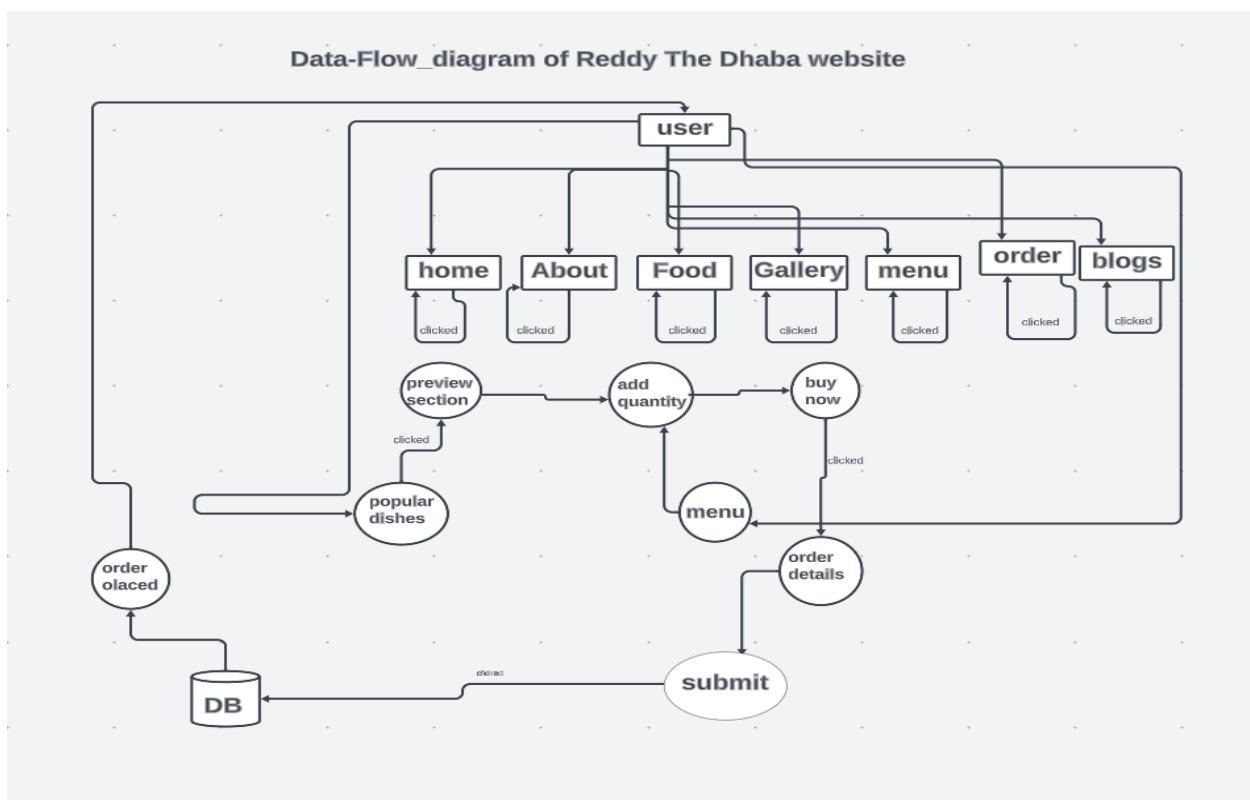 Data-Flow_diagram of Reddy The Dhaba website
user
home
About
Food
Gallery
menu
order
blogs
clicked
clicked
clicked
clicked
clicked
clicked
clicked
preview
section
add
quantity
buy
now
clicked
clicked
popular
dishes
menu
order
details
order
olaced
submit
clicked
DB